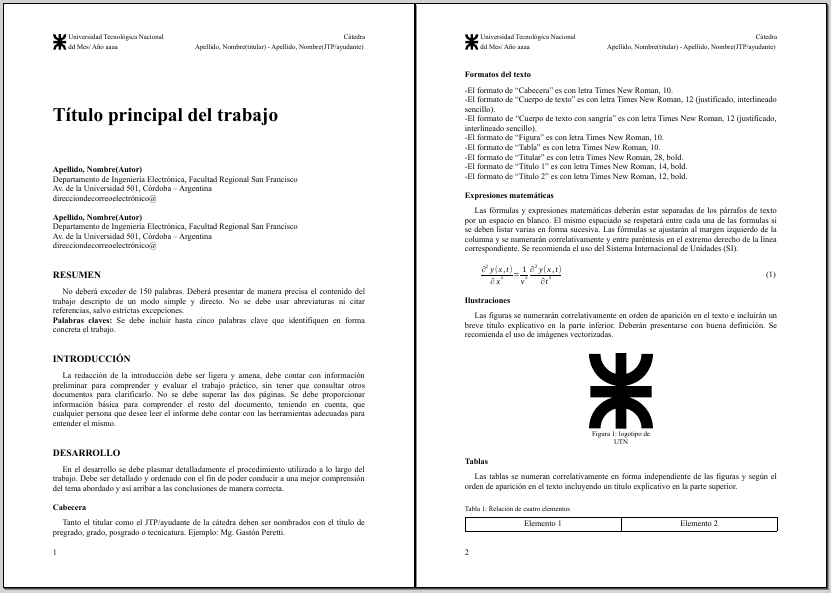 Universidad Tecnológica Nacional
Cátedra
dd Mes/ Año aaaa
Apellido, Nombre(titular) - Apellido, Nombre(JTP/ayudante)
Título principal del trabajo
Apellido, Nombre(Autor)
Departamento de Ingeniería Electrónica, Facultad Regional San Francisco
Av. de la Universidad 501, Córdoba – Argentina
direcciondecorreoelectrónico@
Apellido, Nombre(Autor)
Departamento de Ingeniería Electrónica, Facultad Regional San Francisco
Av. de la Universidad 501, Córdoba – Argentina
direcciondecorreoelectrónico@
RESUMEN
No deberá exceder de 150 palabras. Deberá presentar de manera precisa el contenido del
trabajo descripto de un modo simple y directo. No se debe usar abreviaturas ni citar
referencias, salvo estrictas excepciones.
Palabras claves: Se debe incluir hasta cinco palabras clave que identifiquen en forma
concreta el trabajo.
INTRODUCCIÓN
La redacción de la introducción debe ser ligera y amena, debe contar con información
preliminar para comprender y evaluar el trabajo práctico, sin tener que consultar otros
documentos para clarificarlo. No se debe superar las dos páginas. Se debe proporcionar
información básica para comprender el resto del documento, teniendo en cuenta, que
cualquier persona que desee leer el informe debe contar con las herramientas adecuadas para
entender el mismo.
DESARROLLO
En el desarrollo se debe plasmar detalladamente el procedimiento utilizado a lo largo del
trabajo. Debe ser detallado y ordenado con el fin de poder conducir a una mejor comprensión
del tema abordado y así arribar a las conclusiones de manera correcta.
Cabecera
Tanto el titular como el JTP/ayudante de la cátedra deben ser nombrados con el título de
pregrado, grado, posgrado o tecnicatura. Ejemplo: Mg. Gastón Peretti.
1
Universidad Tecnológica Nacional
Cátedra
dd Mes/ Año aaaa
Apellido, Nombre(titular) - Apellido, Nombre(JTP/ayudante)
Formatos del texto
-El formato de “Cabecera” es con letra Times New Roman, 10.
-El formato de “Cuerpo de texto” es con letra Times New Roman, 12 (justificado, interlineado
sencillo).
-El formato de “Cuerpo de texto con sangría” es con letra Times New Roman, 12 (justificado,
interlineado sencillo).
-El formato de “Figura” es con letra Times New Roman, 10.
-El formato de “Tabla” es con letra Times New Roman, 10.
-El formato de “Titular” es con letra Times New Roman, 28, bold.
-El formato de “Título 1” es con letra Times New Roman, 14, bold.
-El formato de “Título 2” es con letra Times New Roman, 12, bold.
Expresiones matemáticas
Las fórmulas y expresiones matemáticas deberán estar separadas de los párrafos de texto
por un espacio en blanco. El mismo espaciado se respetará entre cada una de las formulas si
se deben listar varias en forma sucesiva. Las fórmulas se ajustarán al margen izquierdo de la
columna y se numerarán correlativamente y entre paréntesis en el extremo derecho de la línea
correspondiente. Se recomienda el uso del Sistema Internacional de Unidades (SI).
∂² y(x,t)/∂x² = 1/v² ∂² y(x,t)/∂t² (1)
Ilustraciones
Las figuras se numerarán correlativamente en orden de aparición en el texto e incluirán un
breve título explicativo en la parte inferior. Deberán presentarse con buena definición. Se
recomienda el uso de imágenes vectorizadas.
Figura 1: logotipo de
UTN
Tablas
Las tablas se numeran correlativamente en forma independiente de las figuras y según el
orden de aparición en el texto incluyendo un título explicativo en la parte superior.
Tabla 1: Relación de cuatro elementos
Elemento 1
Elemento 2
2